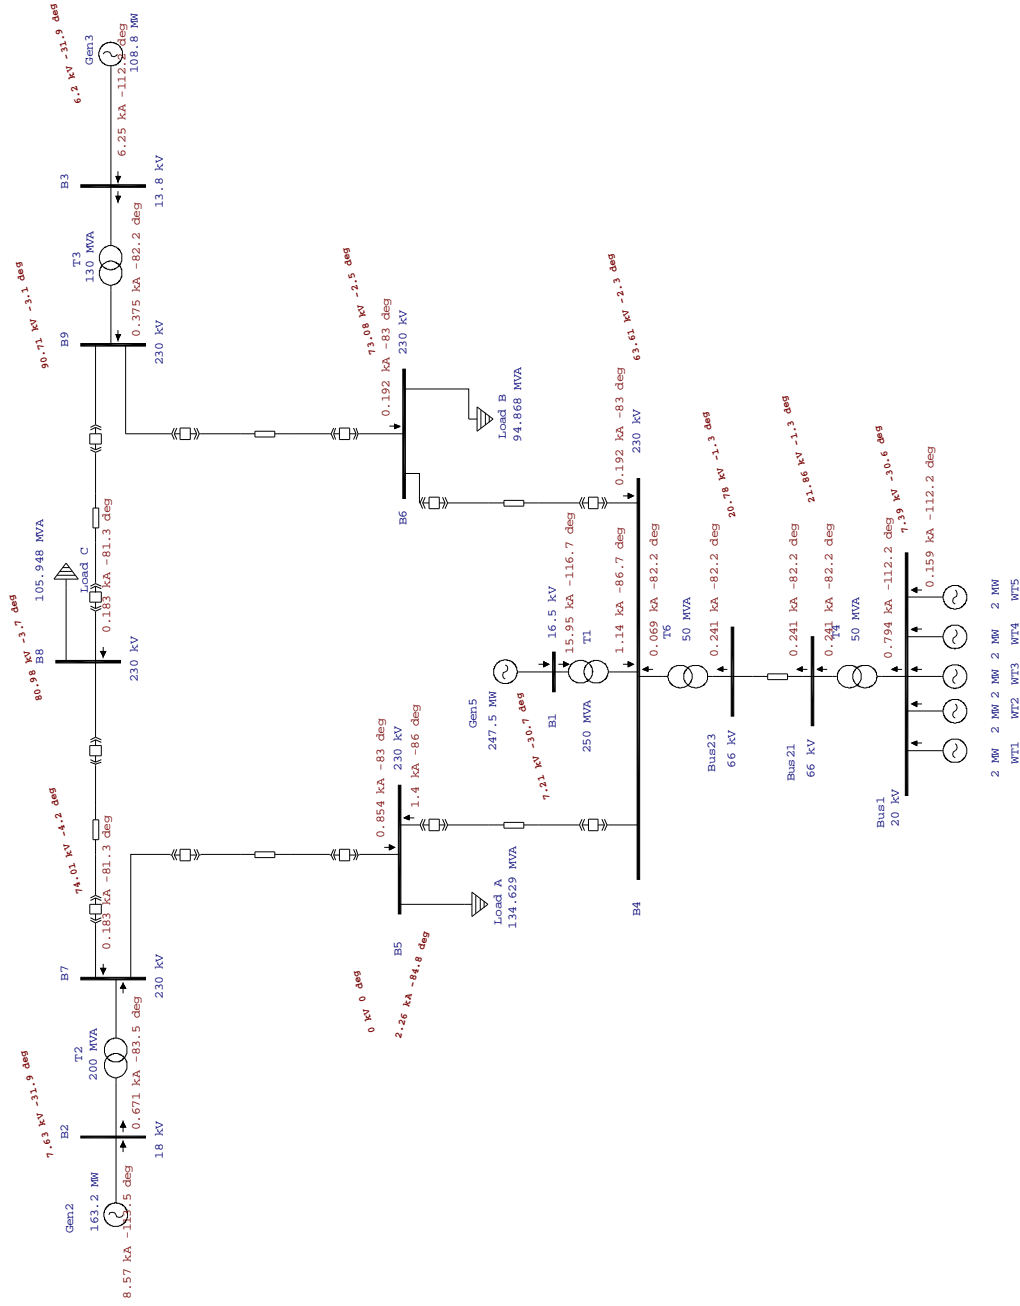 6.2 kV -31.9 deg
Gen3
108.8 MW
6.25 kA -112.2 deg
B3
13.8 kV
T3
130 MVA
0.375 kA -82.2 deg
90.71 kV -3.1 deg
B9
230 kV
73.08 kV -2.5 deg
0.192 kA -83 deg
230 kV
Load B
94.868 MVA
B6
63.61 kV -2.3 deg
0.192 kA -83 deg
230 kV
105.948 MVA
Load C
0.183 kA -81.3 deg
80.98 kV -3.7 deg
B8
230 kV
15.95 kA -116.7 deg
16.5 kV
T1
1.14 kA -86.7 deg
0.069 kA -82.2 deg
T6
50 MVA
20.78 kV -1.3 deg
0.241 kA -82.2 deg
21.86 kV -1.3 deg
0.241 kA -82.2 deg
0.241 kA -82.2 deg
T4
50 MVA
7.39 kV -30.6 deg
0.794 kA -112.2 deg
0.159 kA -112.2 deg
2 MW
WT5
2 MW
WT4
2 MW
WT3
2 MW
WT2
2 MW
WT1
Gen5
247.5 MW
B1
250 MVA
7.21 kV -30.7 deg
Bus23
66 kV
Bus21
66 kV
Bus1
20 kV
74.01 kV -4.2 deg
0.183 kA -81.3 deg
0.854 kA -83 deg
230 kV
1.4 kA -86 deg
Load A
134.629 MVA
B5
B4
0 kV 0 deg
2.26 kA -84.8 deg
B7
230 kV
T2
200 MVA
0.671 kA -83.5 deg
7.63 kV -31.9 deg
B2
18 kV
Gen2
163.2 MW
8.57 kA -113.5 deg